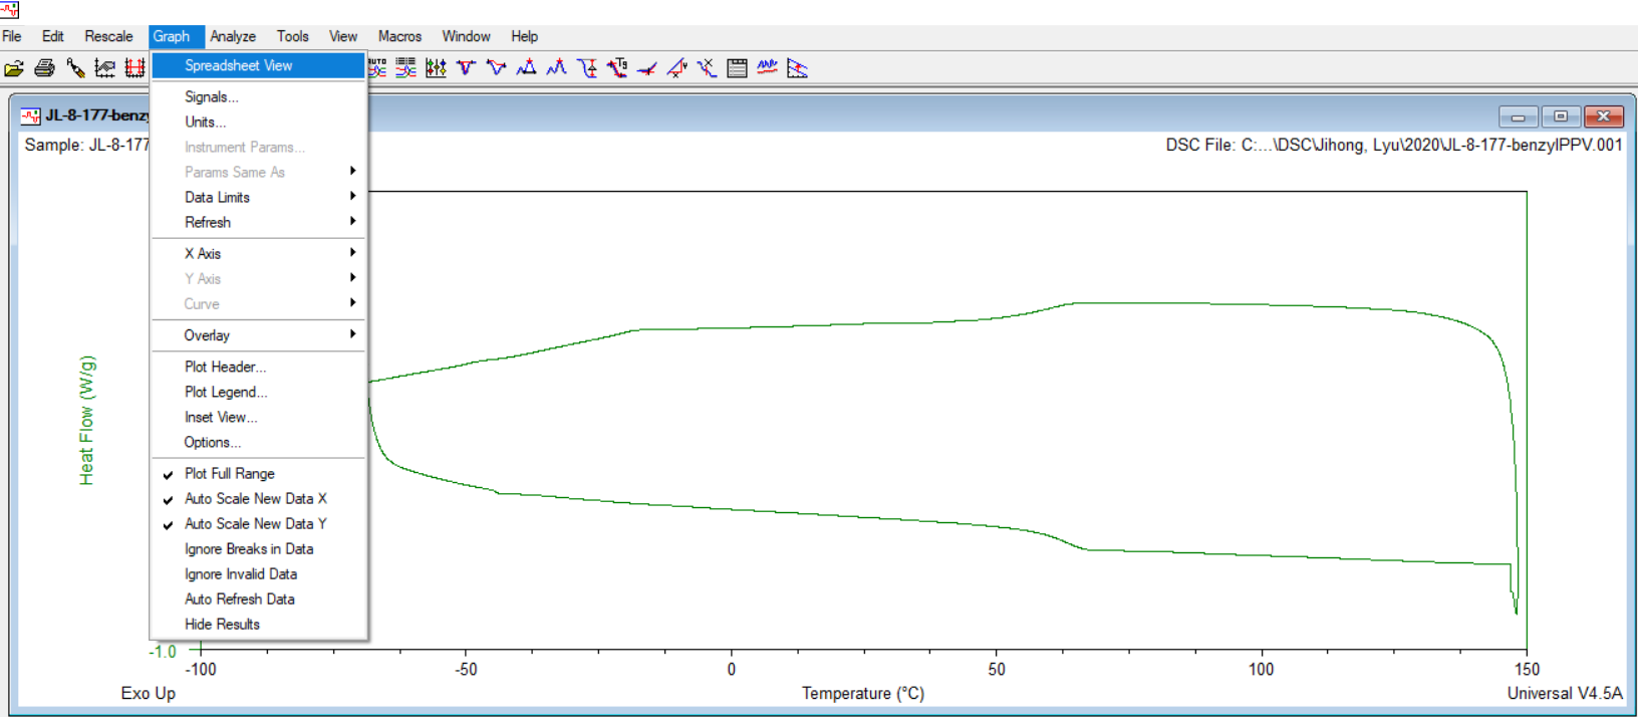 File Edit Rescale Graph Analyze Tools View Macros Window Help
Spreadsheet View
Signals...
Units...
Instrument Params...
Params Same As
Data Limits
Refresh
X Axis
Y Axis
Curve
Overlay
Plot Header...
Plot Legend...
Inset View...
Options...
Plot Full Range
Auto Scale New Data X
Auto Scale New Data Y
Ignore Breaks in Data
Ignore Invalid Data
Auto Refresh Data
Hide Results
JL-8-177-benzy
Sample: JL-8-177
DSC File: C:...\DSC\Jihong, Lyu\2020\JL-8-177-benzylPPV.001
Heat Flow (W/g)
-1.0
-100 -50 0 50 100 150
Exo Up Temperature (°C) Universal V4.5A